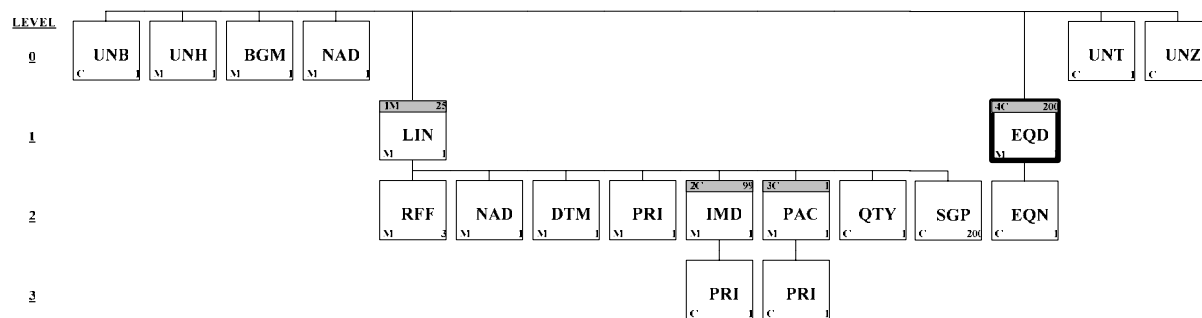 LEVEL
0
UNB
C 1
UNH
M 1
BGM
M 1
NAD
M 1
UNT
C 1
UNZ
C 1
1
1M 25
LIN
M 1
4C 200
EQD
M
2
RFF
M 3
NAD
M 1
DTM
M 1
PRI
M 1
2C 99
IMD
M 1
3C 1
PAC
M 1
QTY
C 1
SGP
C 200
EQN
C 1
3
PRI
C 1
PRI
C 1